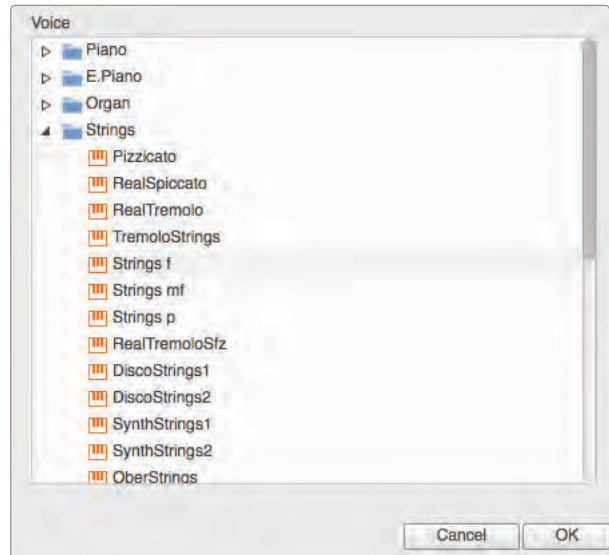 Voice
Piano
E.Piano
Organ
Strings
Pizzicato
RealSpiccato
RealTremolo
TremoloStrings
Strings f
Strings mf
Strings p
RealTremoloSfz
DiscoStrings1
DiscoStrings2
SynthStrings1
SynthStrings2
OberStrings
Cancel OK